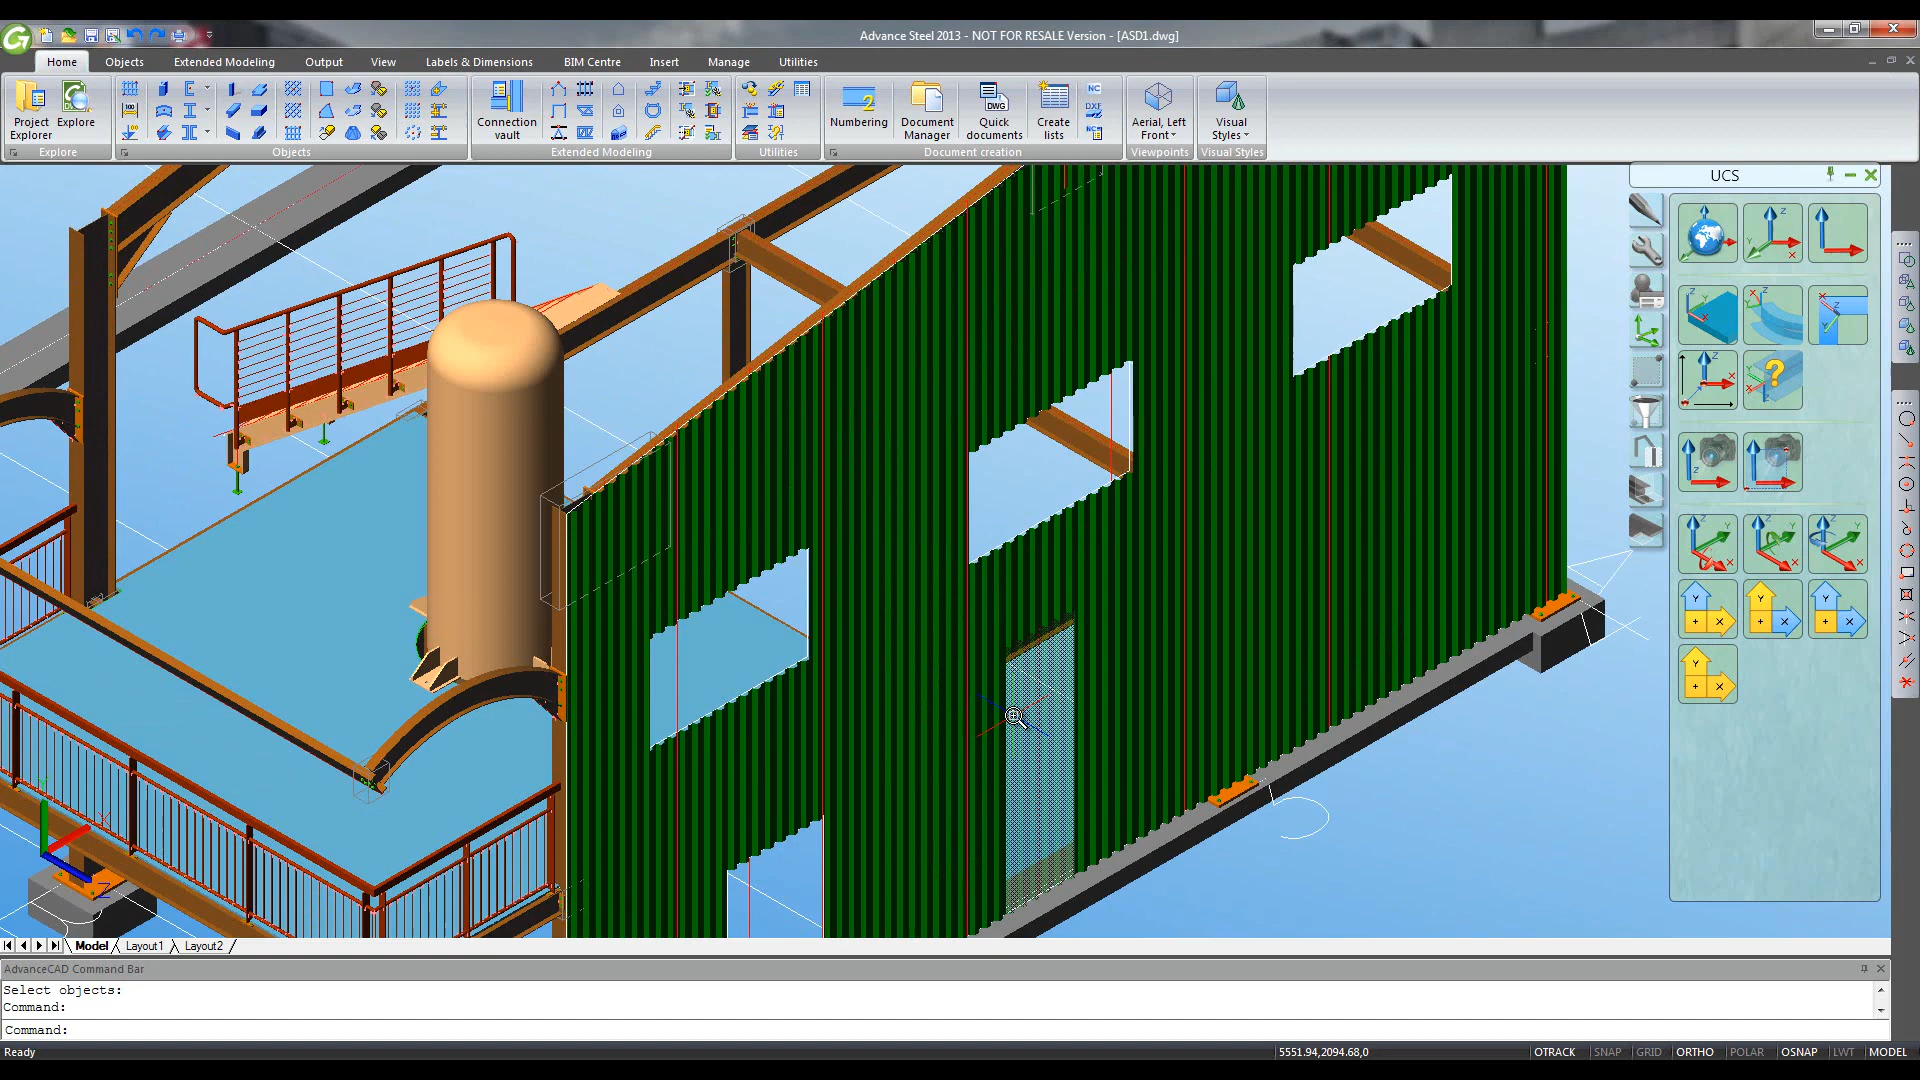 Advance Steel 2013 - NOT FOR RESALE Version - [ASD1.dwg]
Home Objects Extended Modeling Output View Labels & Dimensions BIM Centre Insert Manage Utilities
Project Explorer
Explore
Connection vault
Numbering
Document Manager
Quick documents
Create lists
NC
DXF
NC
Aerial, Left Front
Visual Styles
Explore
Objects
Extended Modeling
Utilities
Document creation
Viewpoints
Visual Styles
UCS
Model Layout1 Layout2
AdvanceCAD Command Bar
Select objects:
Command:
Command:
Ready
5551.94,2094.68,0
OTRACK SNAP GRID ORTHO POLAR OSNAP LWT MODEL